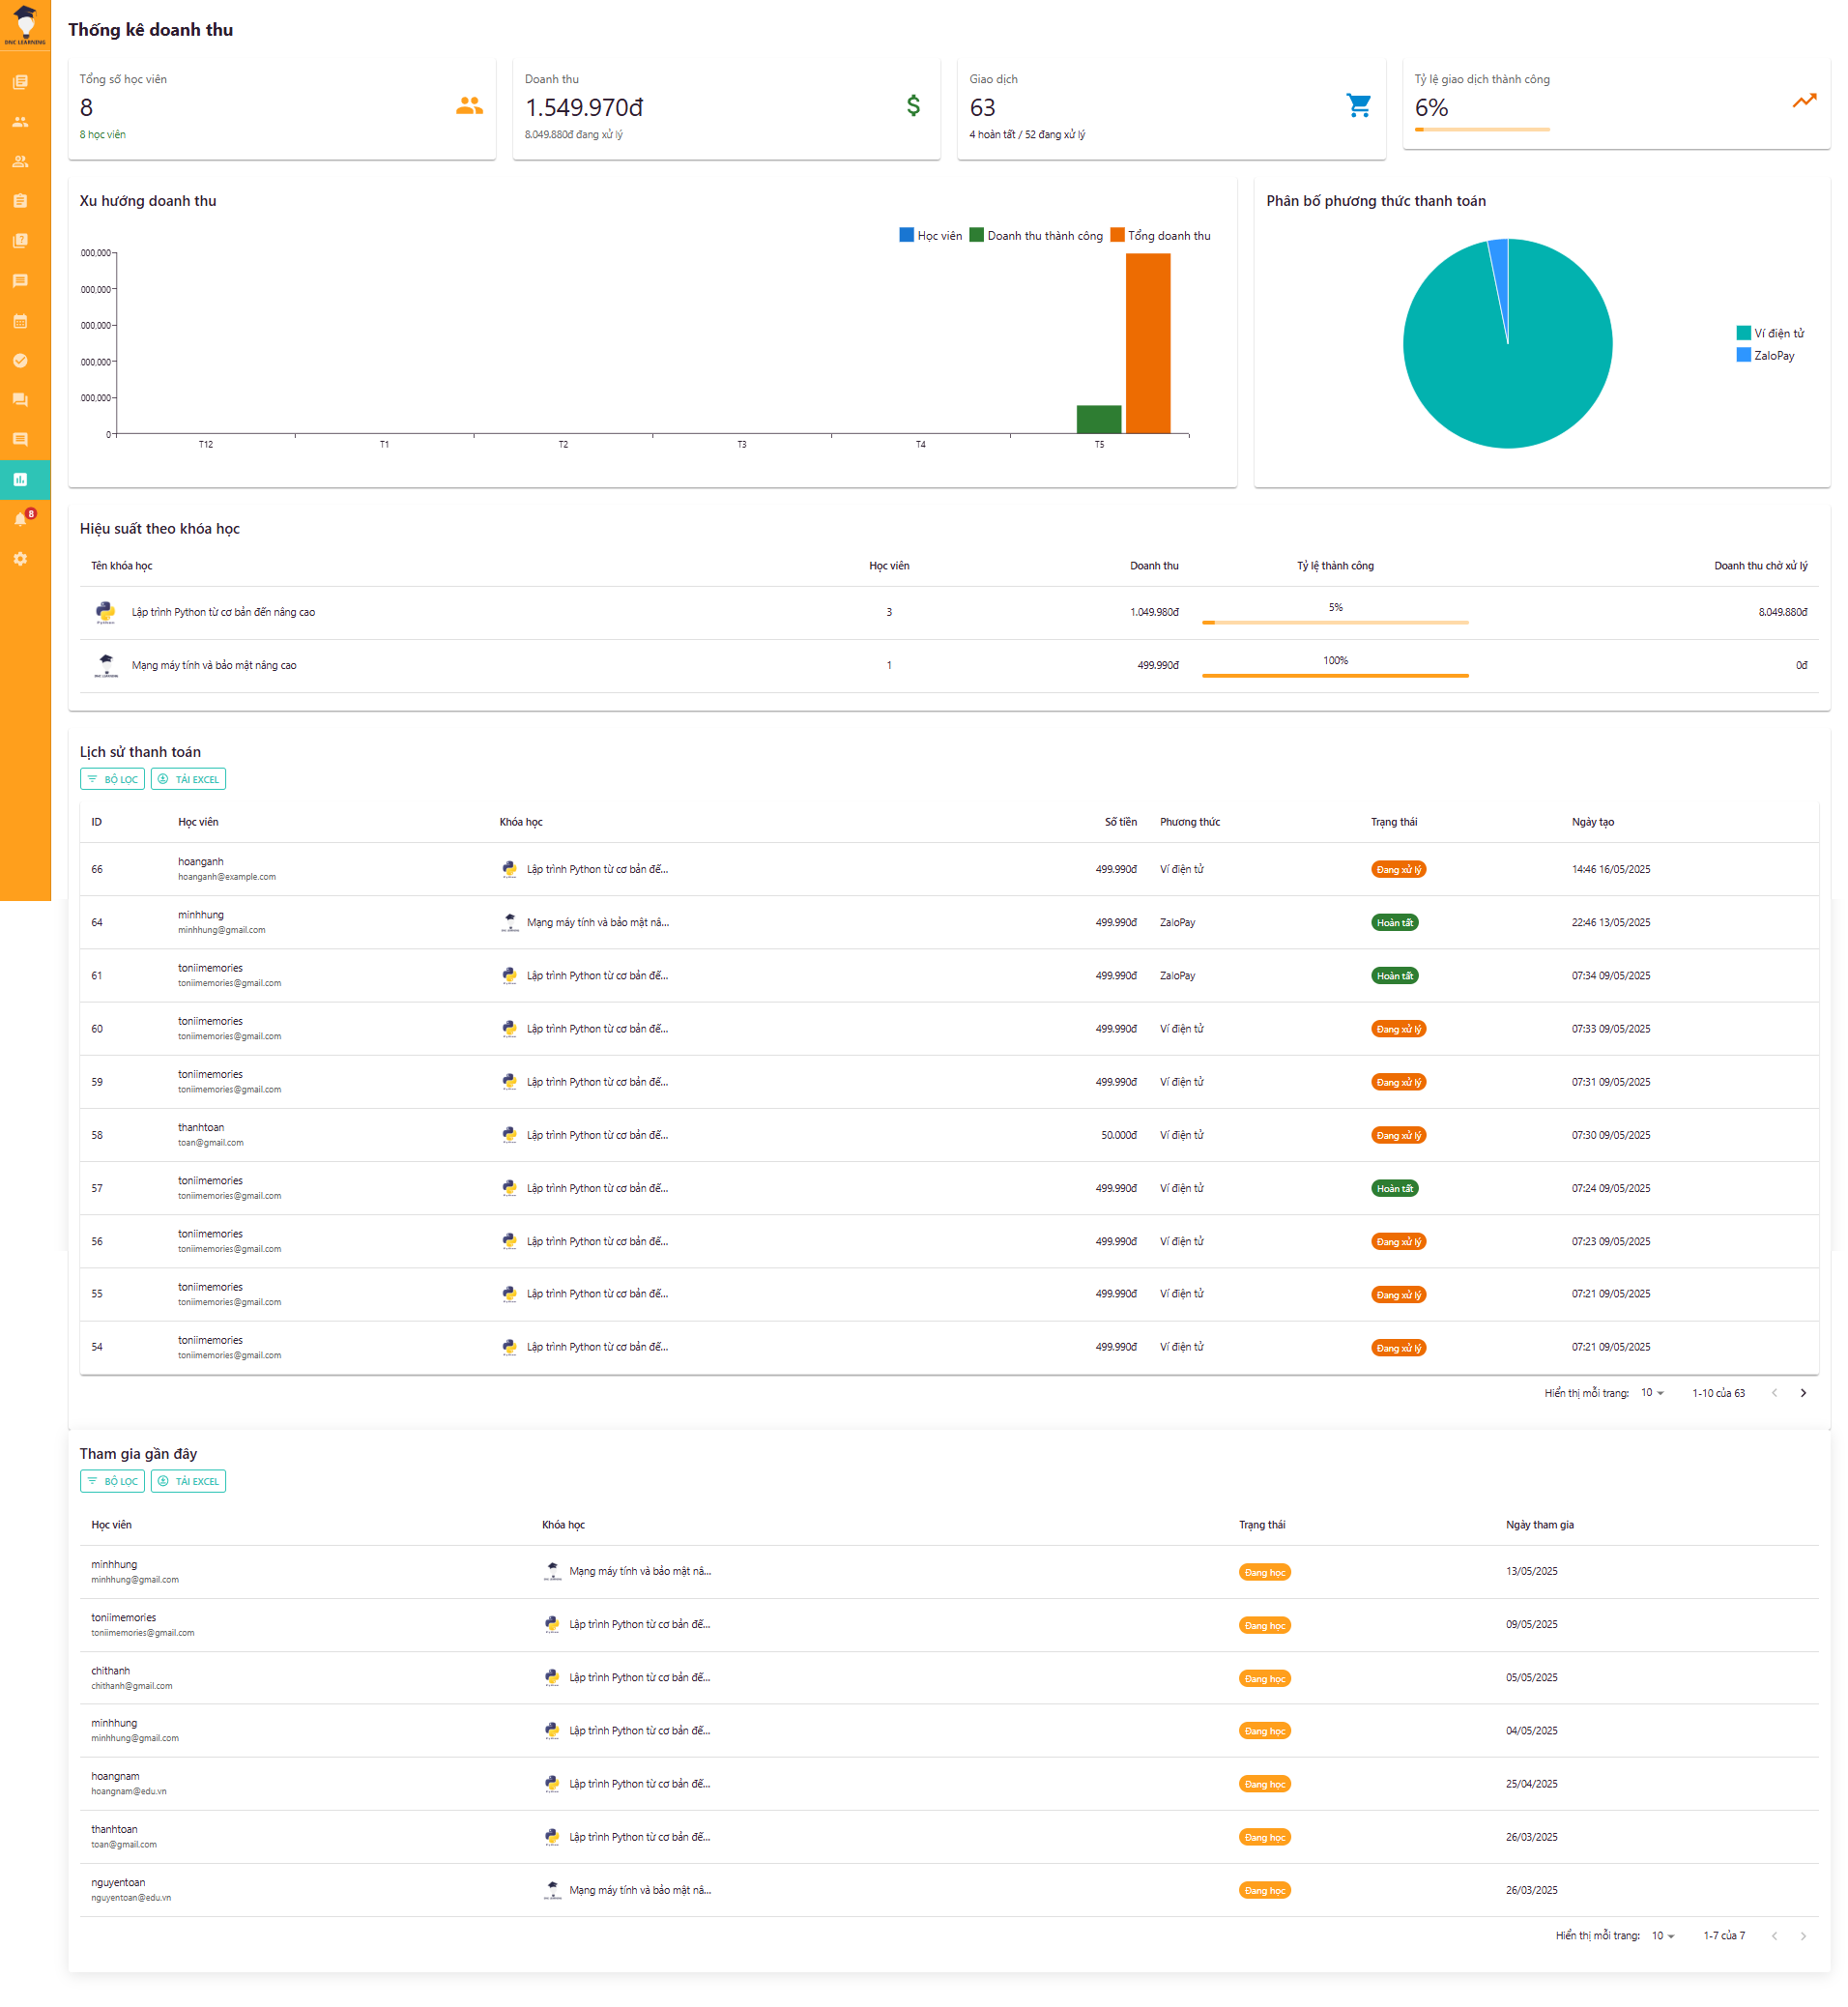 DNC LEARNING
Thống kê doanh thu
Tổng số học viên
8
8 học viên
Doanh thu
1.549.970đ
8.049.880đ đang xử lý
Giao dịch
63
4 hoàn tất / 52 đang xử lý
Tỷ lệ giao dịch thành công
6%
8
Xu hướng doanh thu
Học viên Doanh thu thành công Tổng doanh thu
000,000
000,000
000,000
000,000
000,000
0
T12 T1 T2 T3 T4 T5
Phân bố phương thức thanh toán
Ví điện tử
ZaloPay
Hiệu suất theo khóa học
Tên khóa học Học viên Doanh thu Tỷ lệ thành công Doanh thu chờ xử lý
Lập trình Python từ cơ bản đến nâng cao 3 1.049.980đ 5% 8.049.880đ
Mạng máy tính và bảo mật nâng cao 1 499.990đ 100% 0đ
Lịch sử thanh toán
BỘ LỌC TẢI EXCEL
ID Học viên Khóa học Số tiền Phương thức Trạng thái Ngày tạo
66 hoanganh Lập trình Python từ cơ bản đế... 499.990đ Ví điện tử Đang xử lý 14:46 16/05/2025
hoanganh@example.com
64 minhhung Mạng máy tính và bảo mật nâ... 499.990đ ZaloPay Hoàn tất 22:46 13/05/2025
minhhung@gmail.com
61 toniimemories Lập trình Python từ cơ bản đế... 499.990đ ZaloPay Hoàn tất 07:34 09/05/2025
toniimemories@gmail.com
60 toniimemories Lập trình Python từ cơ bản đế... 499.990đ Ví điện tử Đang xử lý 07:33 09/05/2025
toniimemories@gmail.com
59 toniimemories Lập trình Python từ cơ bản đế... 499.990đ Ví điện tử Đang xử lý 07:31 09/05/2025
toniimemories@gmail.com
58 thanhtoan Lập trình Python từ cơ bản đế... 50.000đ Ví điện tử Đang xử lý 07:30 09/05/2025
toan@gmail.com
57 toniimemories Lập trình Python từ cơ bản đế... 499.990đ Ví điện tử Hoàn tất 07:24 09/05/2025
toniimemories@gmail.com
56 toniimemories Lập trình Python từ cơ bản đế... 499.990đ Ví điện tử Đang xử lý 07:23 09/05/2025
toniimemories@gmail.com
55 toniimemories Lập trình Python từ cơ bản đế... 499.990đ Ví điện tử Đang xử lý 07:21 09/05/2025
toniimemories@gmail.com
54 toniimemories Lập trình Python từ cơ bản đế... 499.990đ Ví điện tử Đang xử lý 07:21 09/05/2025
toniimemories@gmail.com
Hiển thị mỗi trang: 10 1-10 của 63
Tham gia gần đây
BỘ LỌC TẢI EXCEL
Học viên Khóa học Trạng thái Ngày tham gia
minhhung Mạng máy tính và bảo mật nâ... Đang học 13/05/2025
minhhung@gmail.com
toniimemories Lập trình Python từ cơ bản đế... Đang học 09/05/2025
toniimemories@gmail.com
chithanh Lập trình Python từ cơ bản đế... Đang học 05/05/2025
chithanh@gmail.com
minhhung Lập trình Python từ cơ bản đế... Đang học 04/05/2025
minhhung@gmail.com
hoangnam Lập trình Python từ cơ bản đế... Đang học 25/04/2025
hoangnam@edu.vn
thanhtoan Lập trình Python từ cơ bản đế... Đang học 26/03/2025
toan@gmail.com
nguyentoan Mạng máy tính và bảo mật nâ... Đang học 26/03/2025
nguyentoan@edu.vn
Hiển thị mỗi trang: 10 1-7 của 7